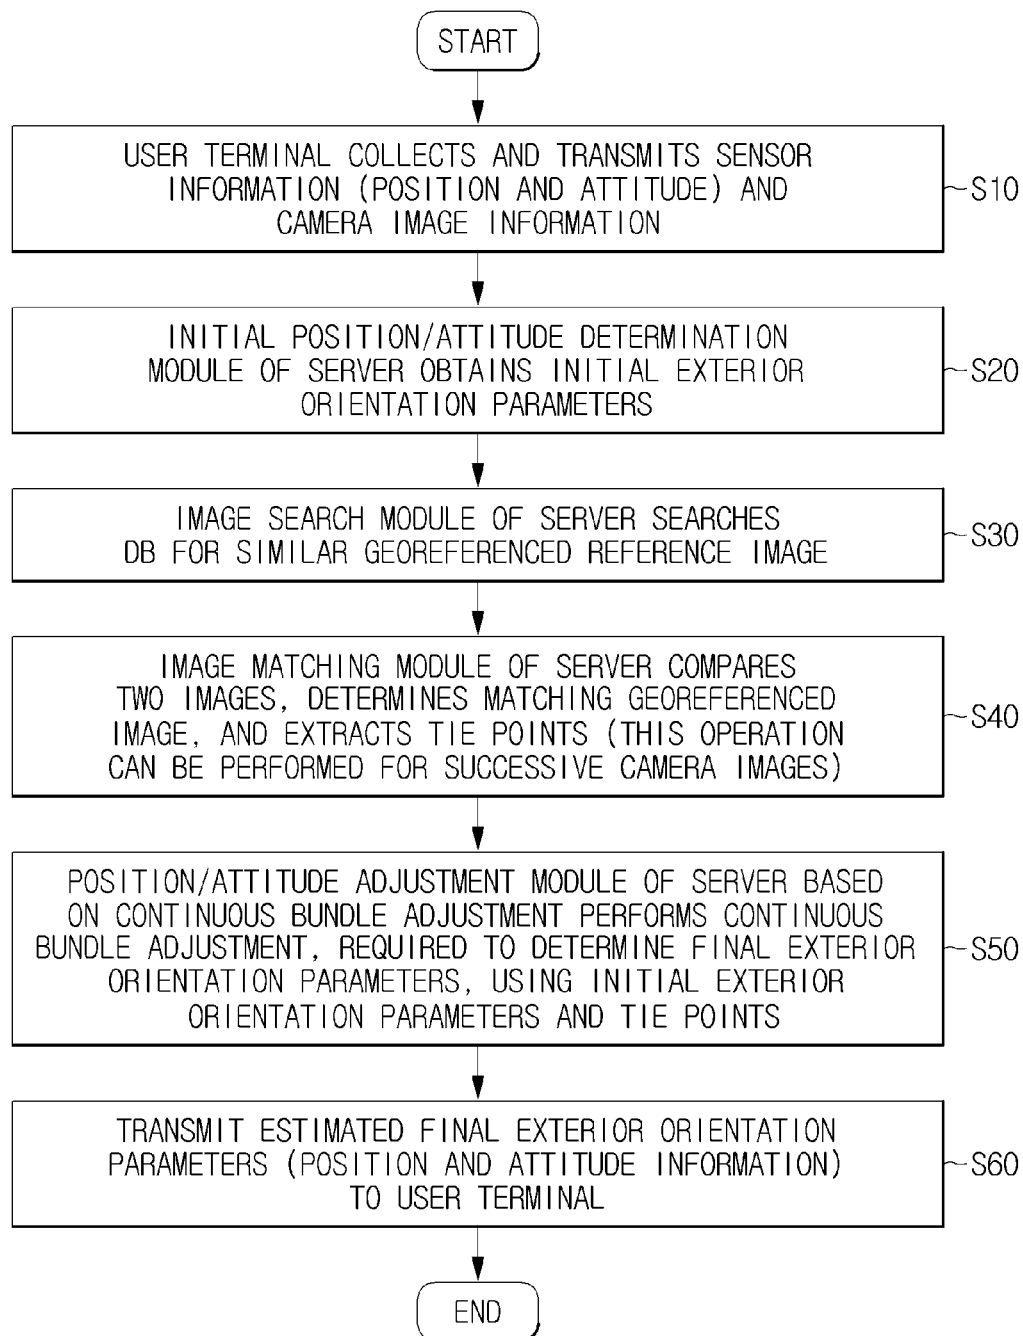 START
USER TERMINAL COLLECTS AND TRANSMITS SENSOR
INFORMATION (POSITION AND ATTITUDE) AND
CAMERA IMAGE INFORMATION
S10
INITIAL POSITION/ATTITUDE DETERMINATION
MODULE OF SERVER OBTAINS INITIAL EXTERIOR
ORIENTATION PARAMETERS
S20
IMAGE SEARCH MODULE OF SERVER SEARCHES
DB FOR SIMILAR GEOREFERENCED REFERENCE IMAGE
S30
IMAGE MATCHING MODULE OF SERVER COMPARES
TWO IMAGES, DETERMINES MATCHING GEOREFERENCED
IMAGE, AND EXTRACTS TIE POINTS (THIS OPERATION
CAN BE PERFORMED FOR SUCCESSIVE CAMERA IMAGES)
S40
POSITION/ATTITUDE ADJUSTMENT MODULE OF SERVER BASED
ON CONTINUOUS BUNDLE ADJUSTMENT PERFORMS CONTINUOUS
BUNDLE ADJUSTMENT, REQUIRED TO DETERMINE FINAL EXTERIOR
ORIENTATION PARAMETERS, USING INITIAL EXTERIOR
ORIENTATION PARAMETERS AND TIE POINTS
S50
TRANSMIT ESTIMATED FINAL EXTERIOR ORIENTATION
PARAMETERS (POSITION AND ATTITUDE INFORMATION)
TO USER TERMINAL
S60
END